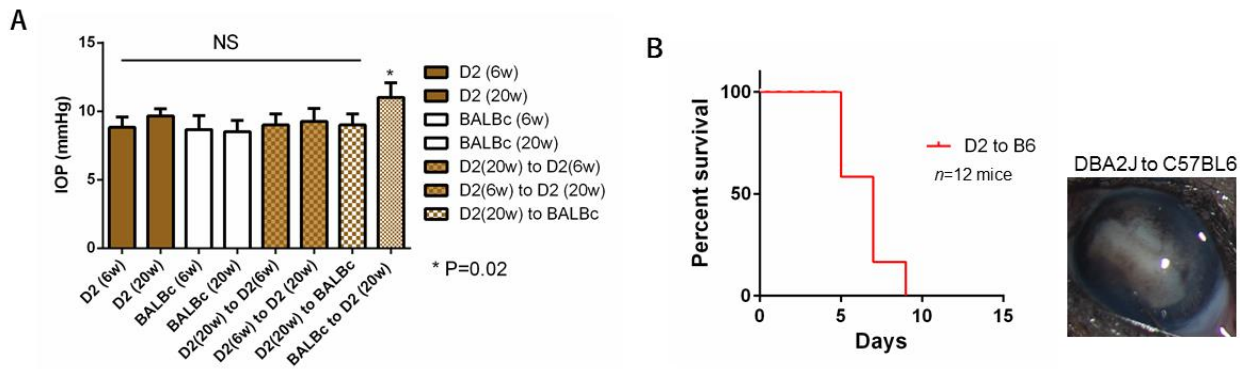 A
15
10
5
0
IOP (mmHg)
NS
*
D2 (6w)
D2 (20w)
BALBc (6w)
BALBc (20w)
D2(20w) to D2(6w)
D2(6w) to D2 (20w)
D2(20w) to BALBc
BALBc to D2 (20w)
D2 (6w)
D2 (20w)
BALBc (6w)
BALBc (20w)
D2(20w) to D2(6w)
D2(6w) to D2 (20w)
D2(20w) to BALBc
* P=0.02
B
100
50
0
Percent survival
0 5 10 15
Days
D2 to B6
n=12 mice
DBA2J to C57BL6